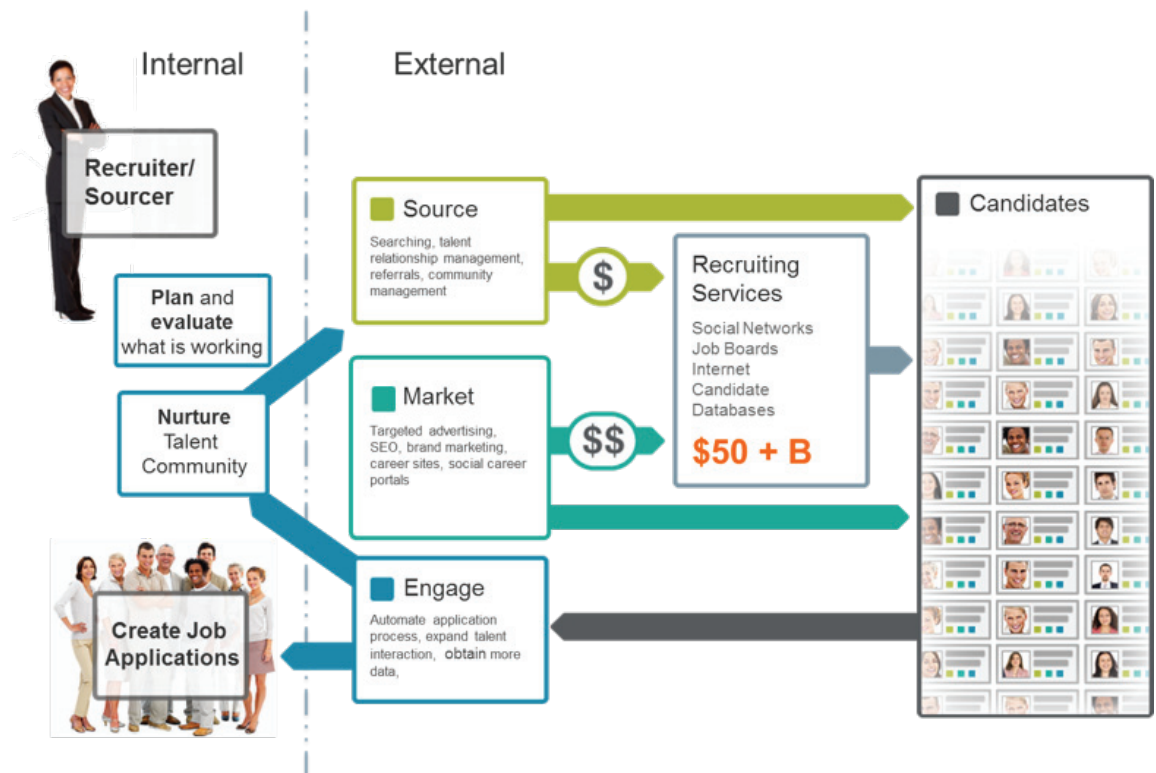 Internal
External
Recruiter/
Sourcer
Plan and
evaluate
what is working
Nurture
Talent
Community
Create Job
Applications
Source
Searching, talent
relationship management,
referrals, community
management
$
Market
Targeted advertising,
SEO, brand marketing,
career sites, social career
portals
$$
Engage
Automate application
process, expand talent
interaction, obtain more
data,
Recruiting
Services
Social Networks
Job Boards
Internet
Candidate
Databases
$50 + B
Candidates